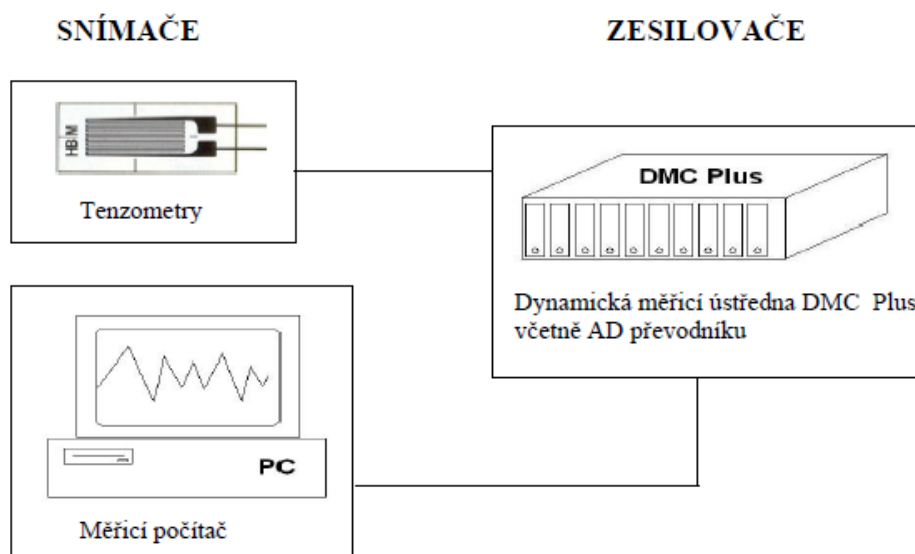 SNÍMAČE
ZESILOVAČE
HBM
Tenzometry
DMC Plus
Dynamická měřicí ústředna DMC Plus
včetně AD převodníku
PC
Měřicí počítač